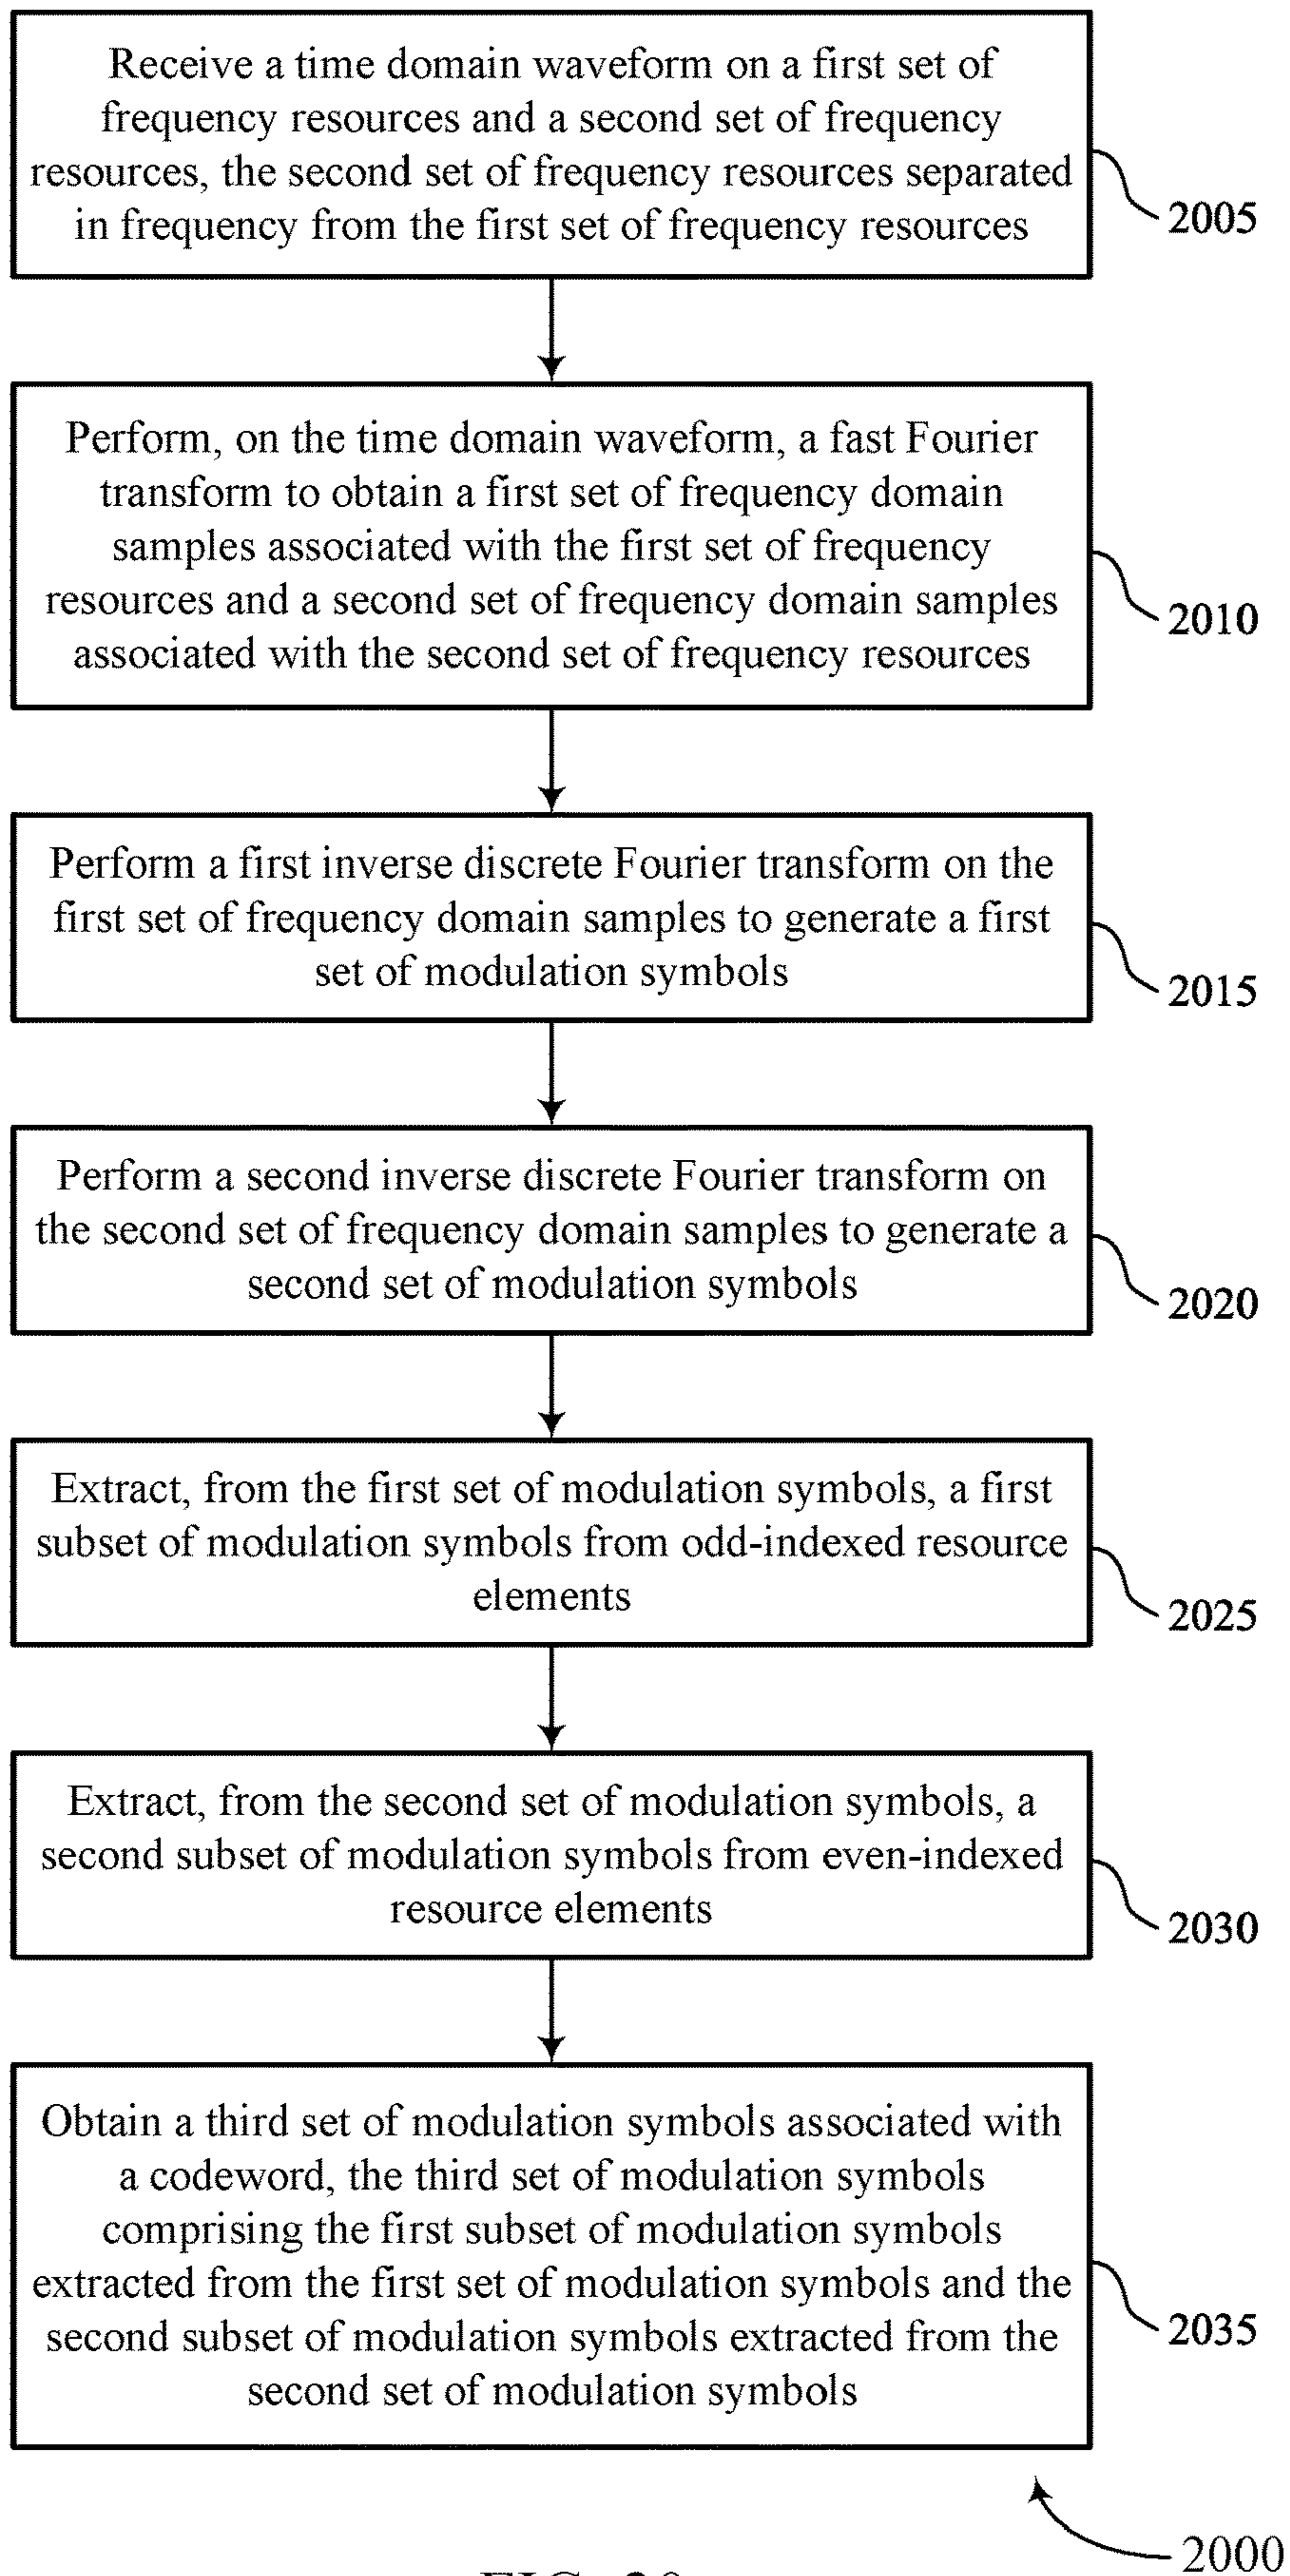 Receive a time domain waveform on a first set of
frequency resources and a second set of frequency
resources, the second set of frequency resources separated
in frequency from the first set of frequency resources
2005
Perform, on the time domain waveform, a fast Fourier
transform to obtain a first set of frequency domain
samples associated with the first set of frequency
resources and a second set of frequency domain samples
associated with the second set of frequency resources
2010
Perform a first inverse discrete Fourier transform on the
first set of frequency domain samples to generate a first
set of modulation symbols
2015
Perform a second inverse discrete Fourier transform on
the second set of frequency domain samples to generate a
second set of modulation symbols
2020
Extract, from the first set of modulation symbols, a first
subset of modulation symbols from odd-indexed resource
elements
2025
Extract, from the second set of modulation symbols, a
second subset of modulation symbols from even-indexed
resource elements
2030
Obtain a third set of modulation symbols associated with
a codeword, the third set of modulation symbols
comprising the first subset of modulation symbols
extracted from the first set of modulation symbols and the
second subset of modulation symbols extracted from the
second set of modulation symbols
2035
2000